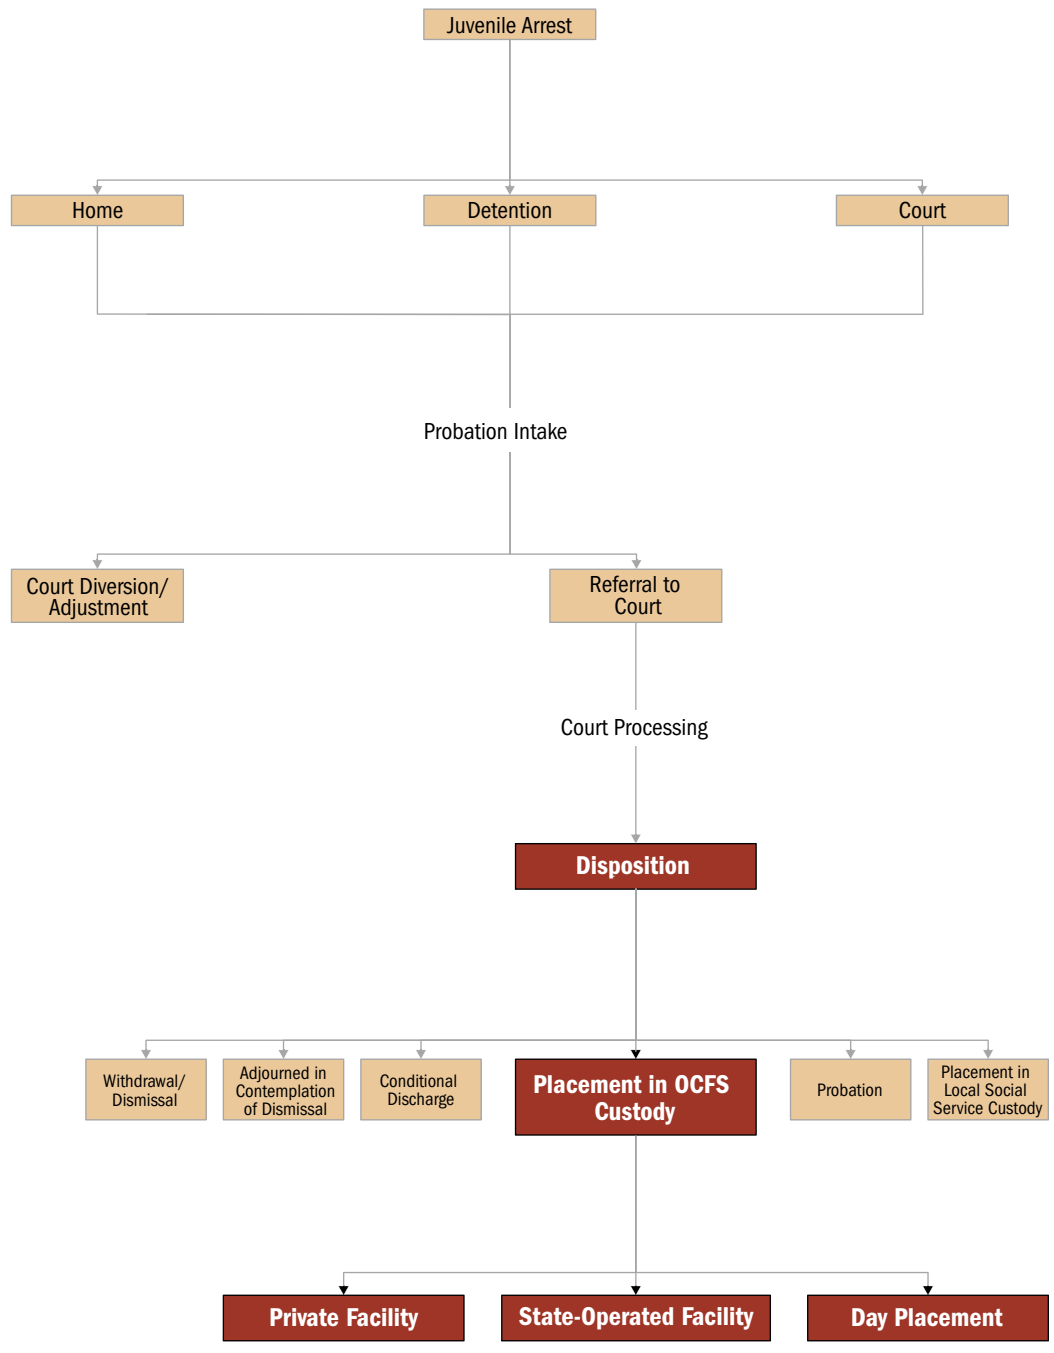 Juvenile Arrest
Home
Detention
Court
Probation Intake
Court Diversion/
Adjustment
Referral to
Court
Court Processing
Disposition
Withdrawal/
Dismissal
Adjourned in
Contemplation
of Dismissal
Conditional
Discharge
Placement in OCFS
Custody
Probation
Placement in
Local Social
Service Custody
Private Facility
State-Operated Facility
Day Placement